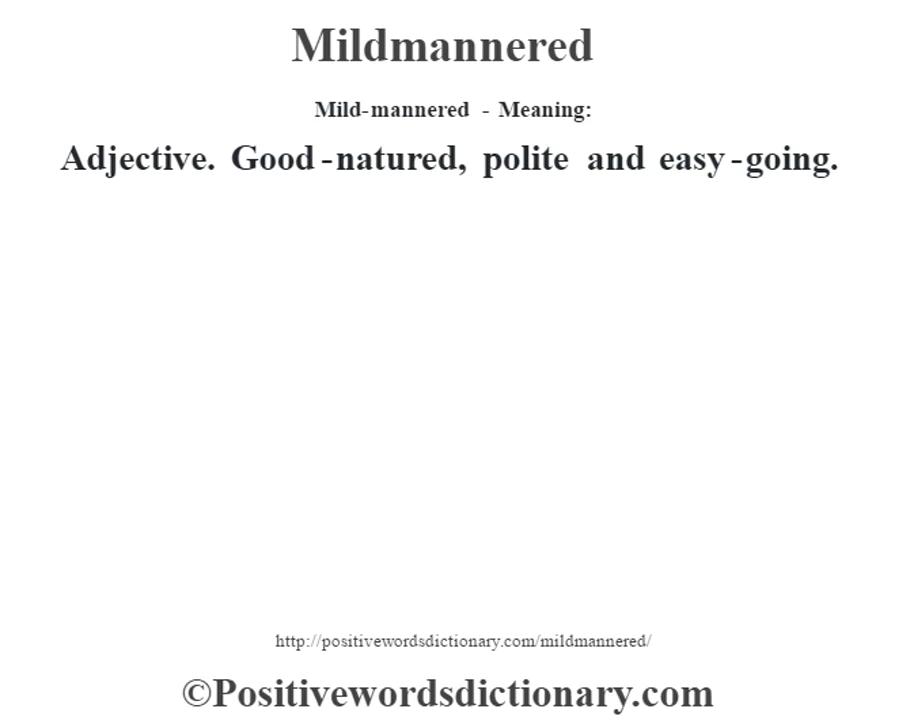 Mildmannered
Mild-mannered - Meaning:
Adjective. Good-natured, polite and easy-going.
http://positivewordsdictionary.com/mildmannered/
©Positivewordsdictionary.com